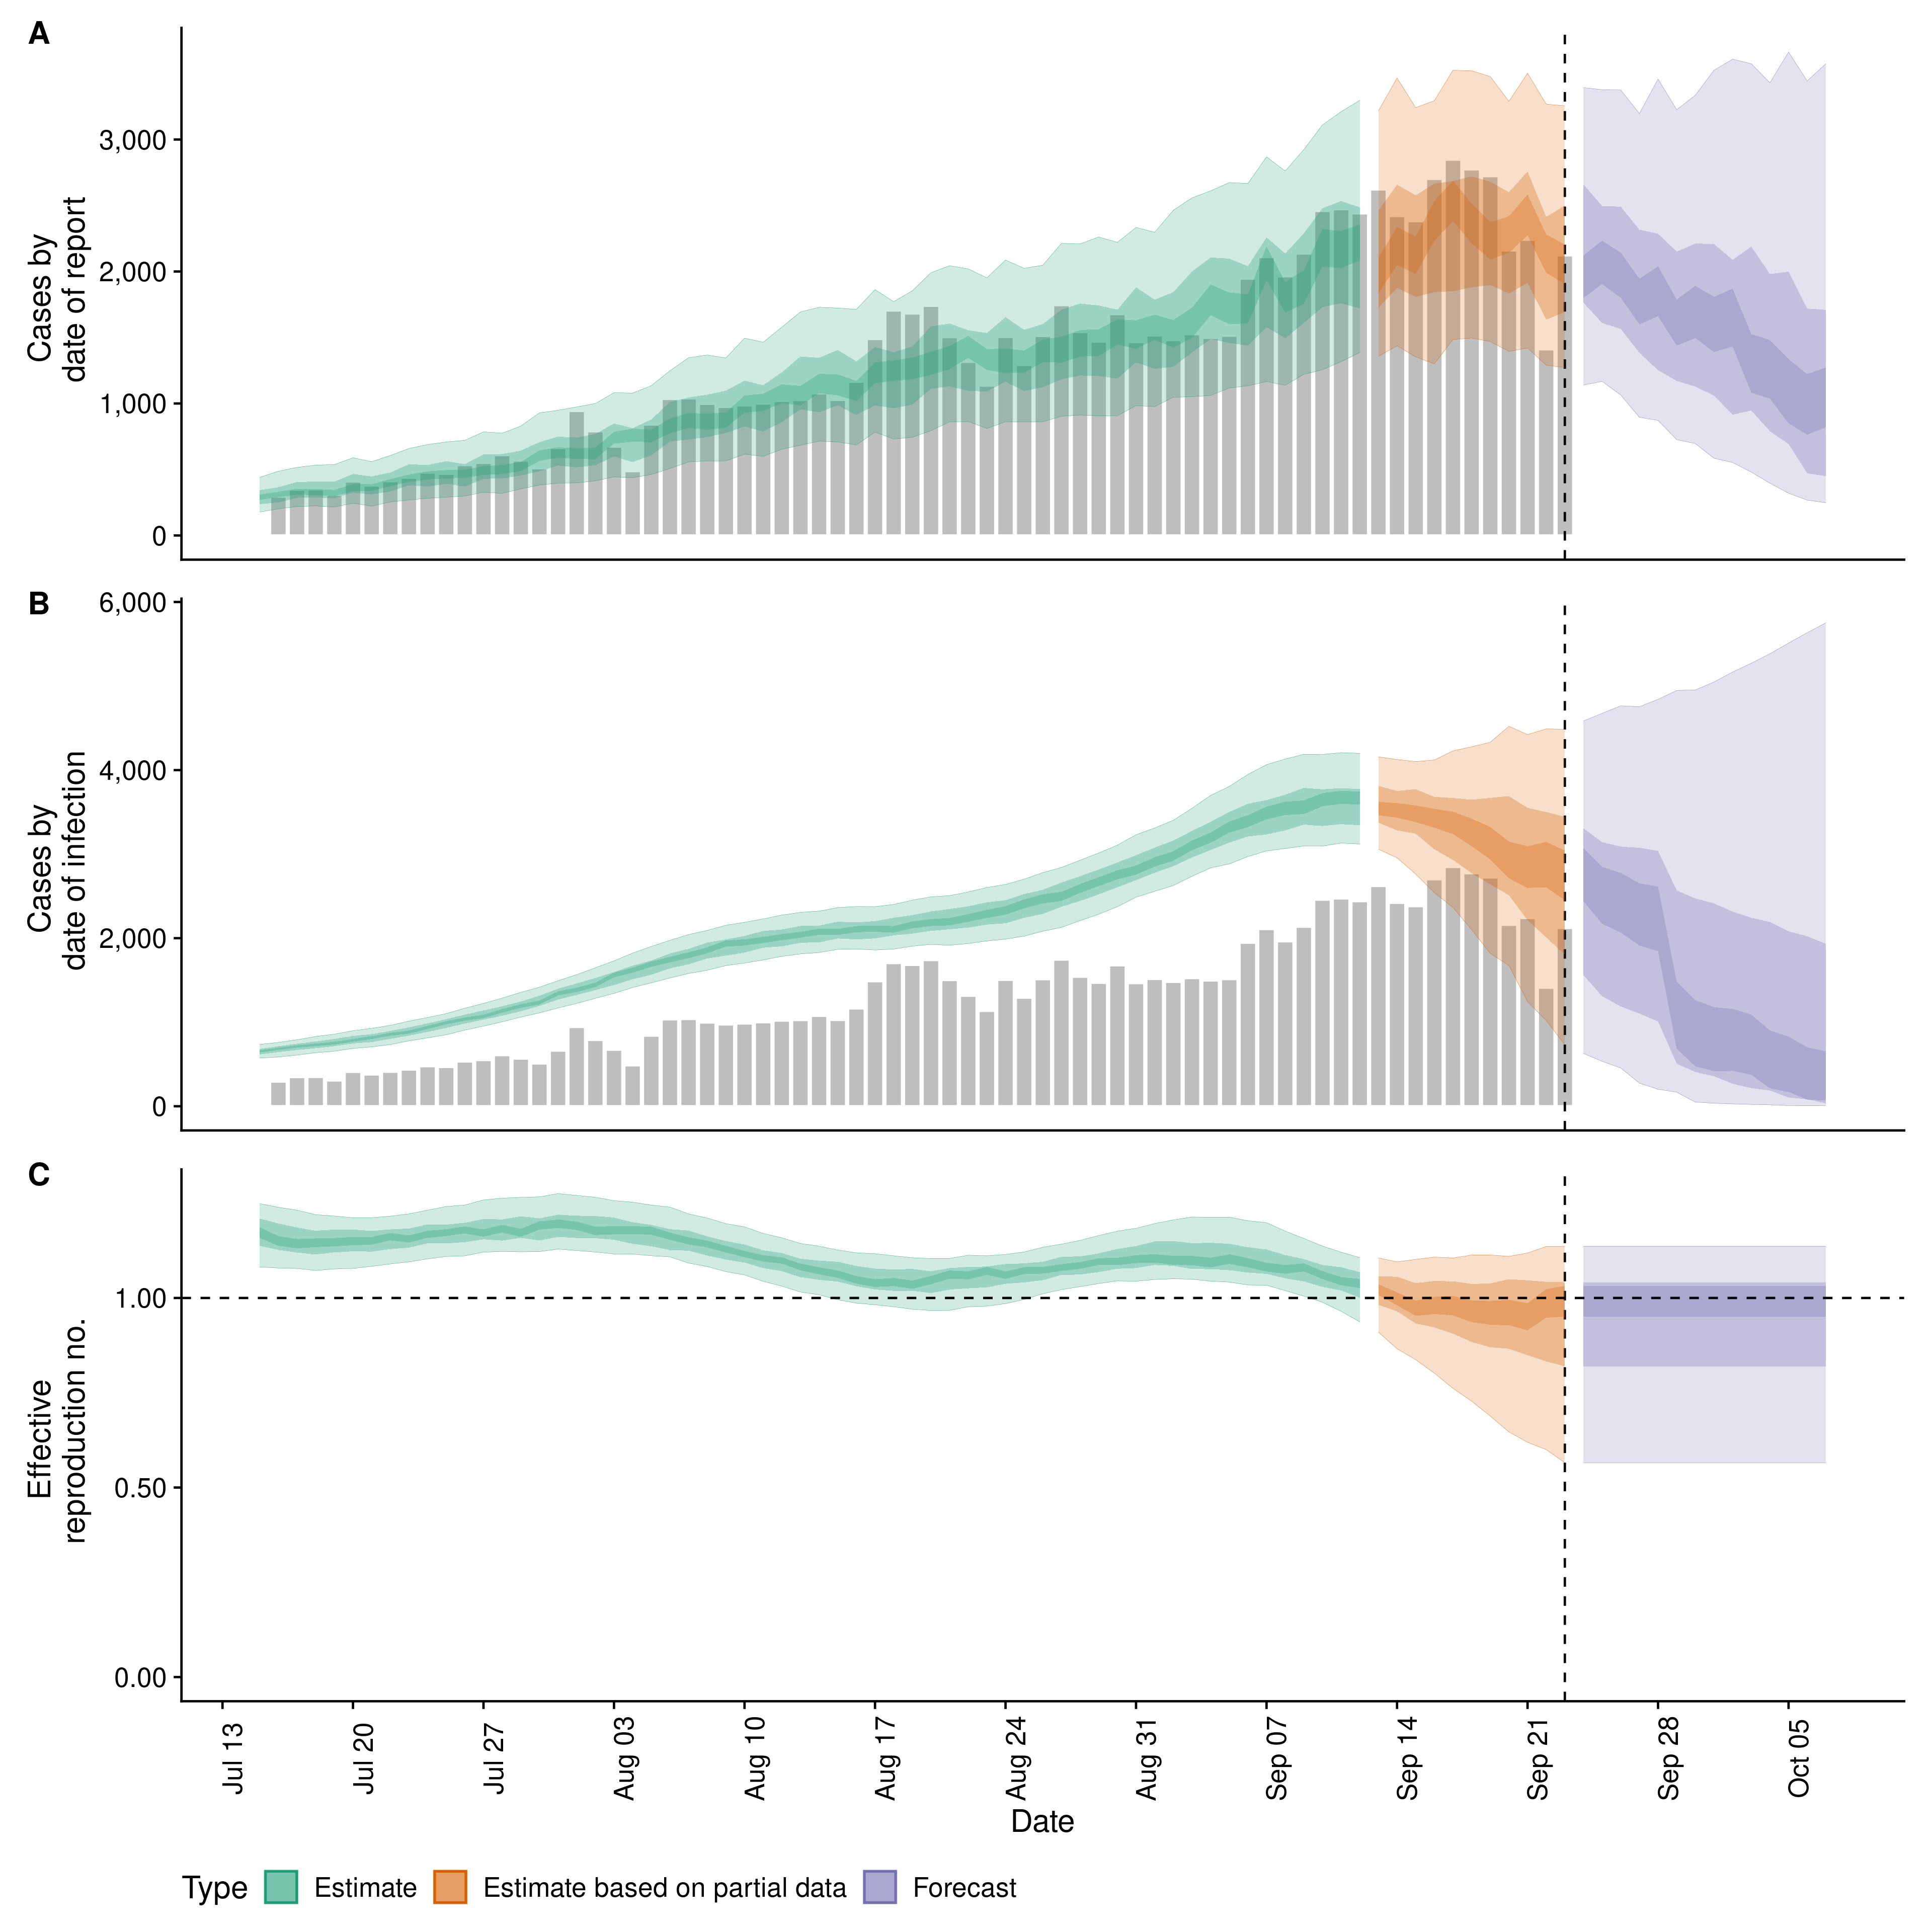 A
Cases by
date of report
3,000
2,000
1,000
0
B
Cases by
date of infection
6,000
4,000
2,000
0
C
Effective
reproduction no.
1.00
0.50
0.00
Jul 13
Jul 20
Jul 27
Aug 03
Aug 10
Aug 17
Aug 24
Aug 31
Sep 07
Sep 14
Sep 21
Sep 28
Oct 05
Date
Type Estimate Estimate based on partial data Forecast